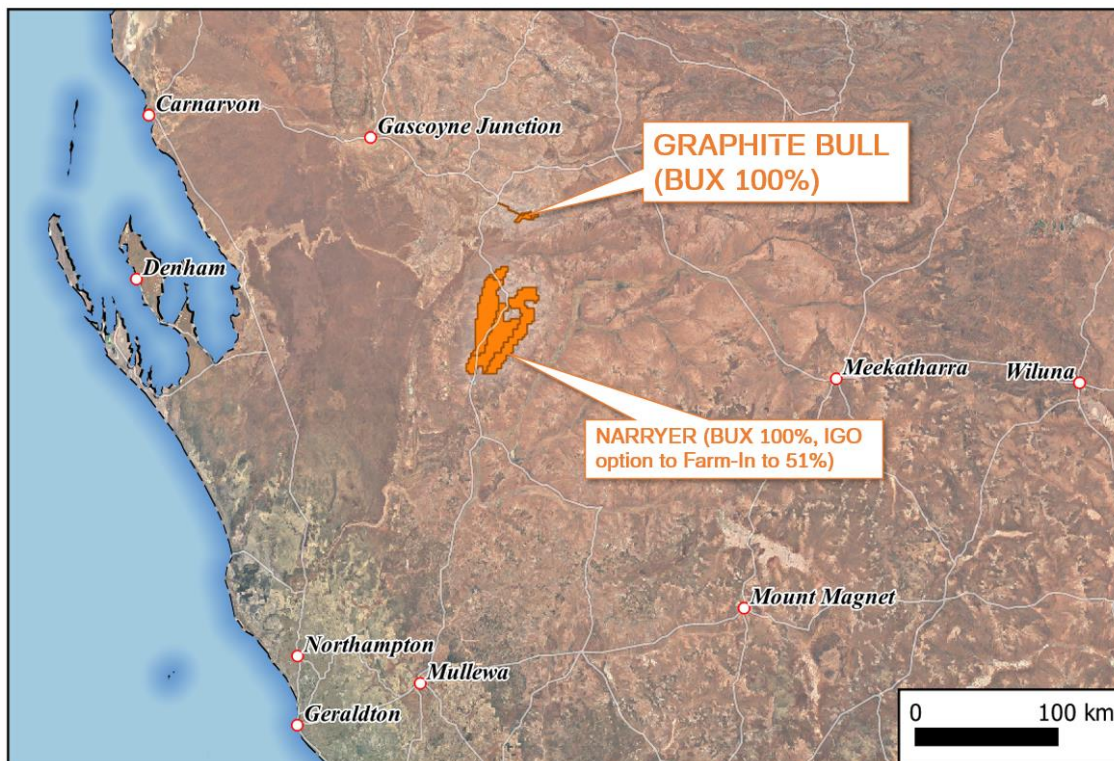 Carnarvon
Gascoyne Junction
GRAPHITE BULL
(BUX 100%)
Denham
Meekatharra
Wiluna
NARRYER (BUX 100%, IGO
option to Farm-In to 51%)
Mount Magnet
Northampton
Mullewa
Geraldton
0 100 km